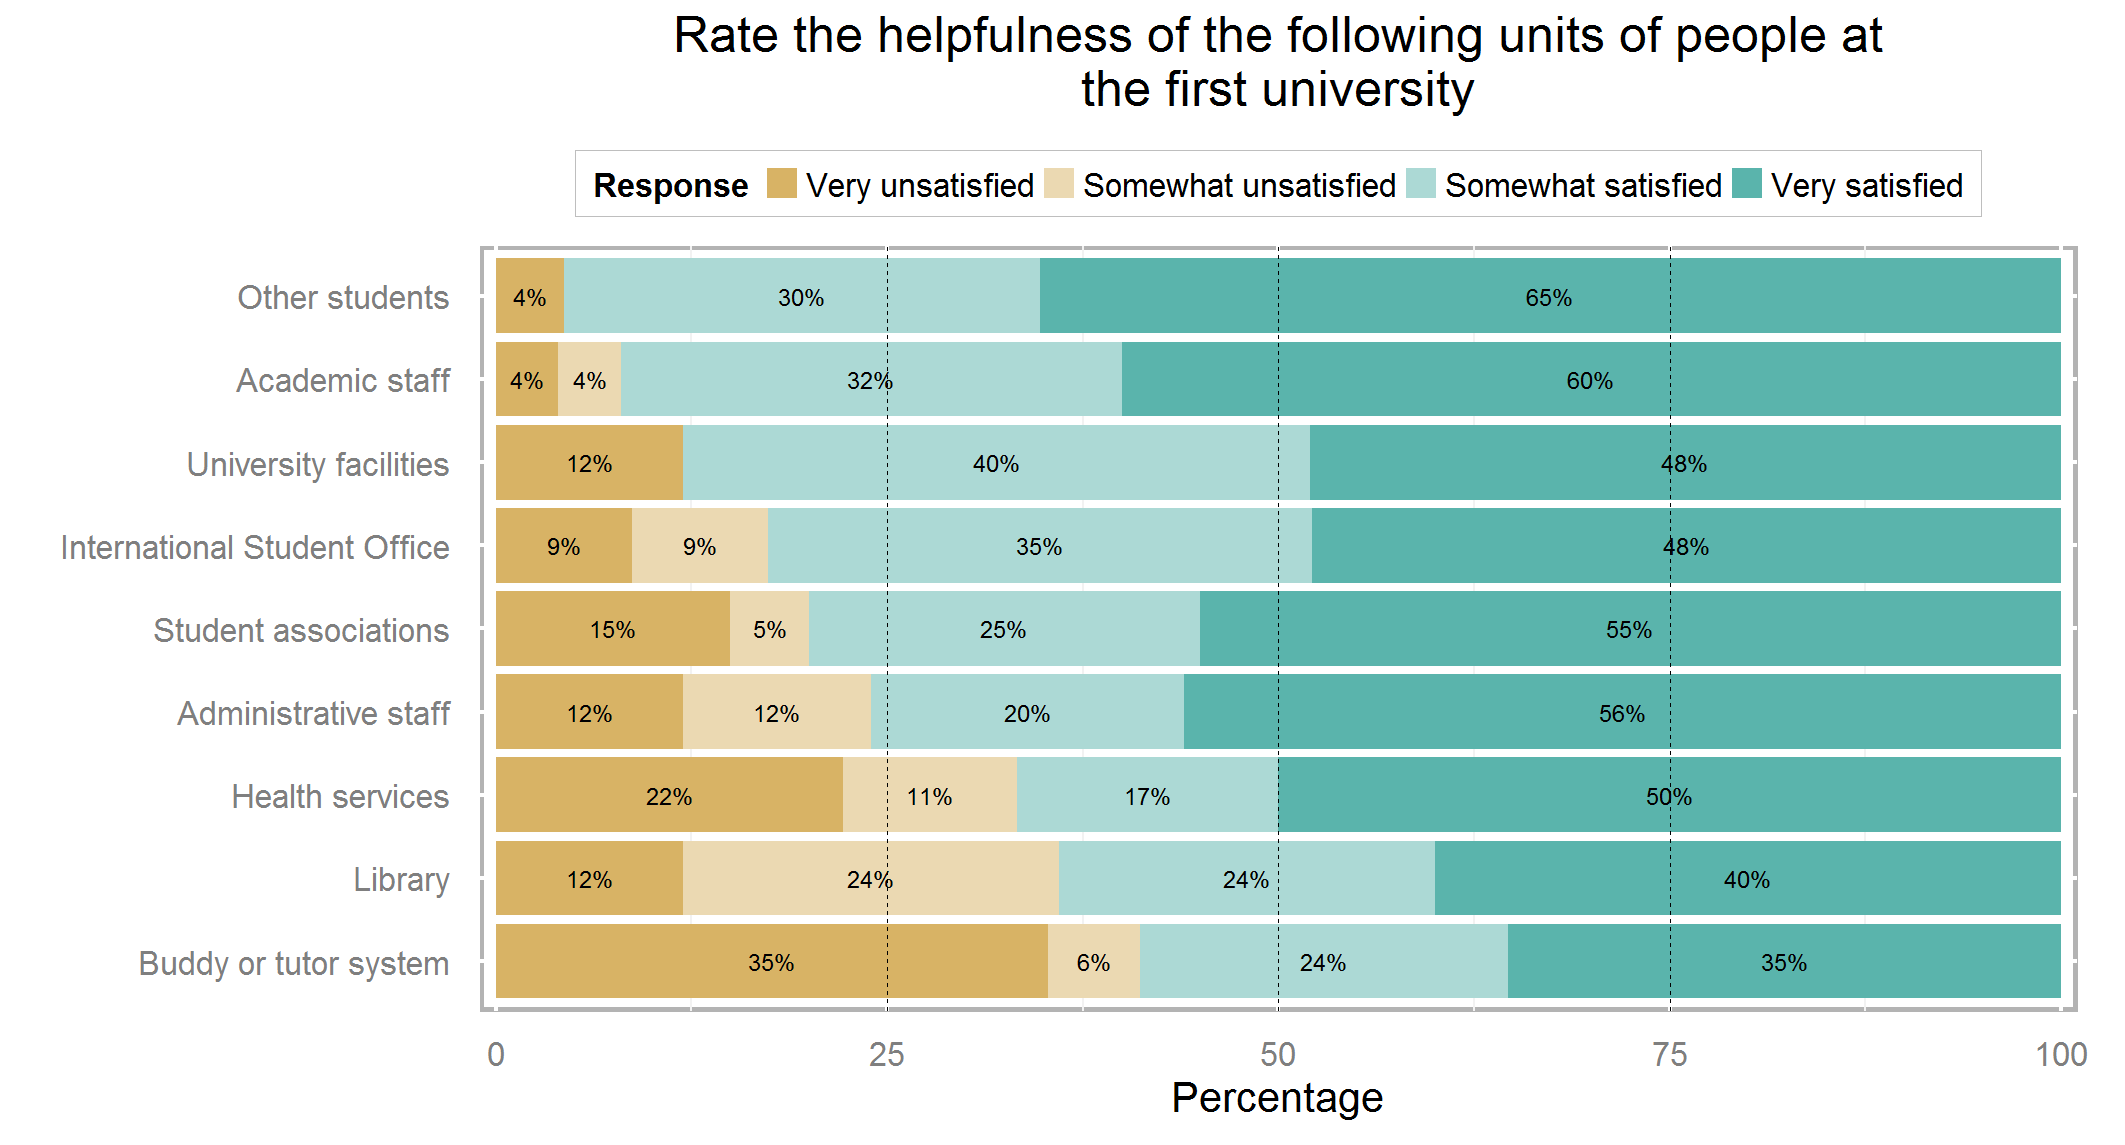 Rate the helpfulness of the following units of people at
the first university
Response Very unsatisfied Somewhat unsatisfied Somewhat satisfied Very satisfied
Other students 4% 30% 65%
Academic staff 4% 4% 32% 60%
University facilities 12% 40% 48%
International Student Office 9% 9% 35% 48%
Student associations 15% 5% 25% 55%
Administrative staff 12% 12% 20% 56%
Health services 22% 11% 17% 50%
Library 12% 24% 24% 40%
Buddy or tutor system 35% 6% 24% 35%
0 25 50 75 100
Percentage